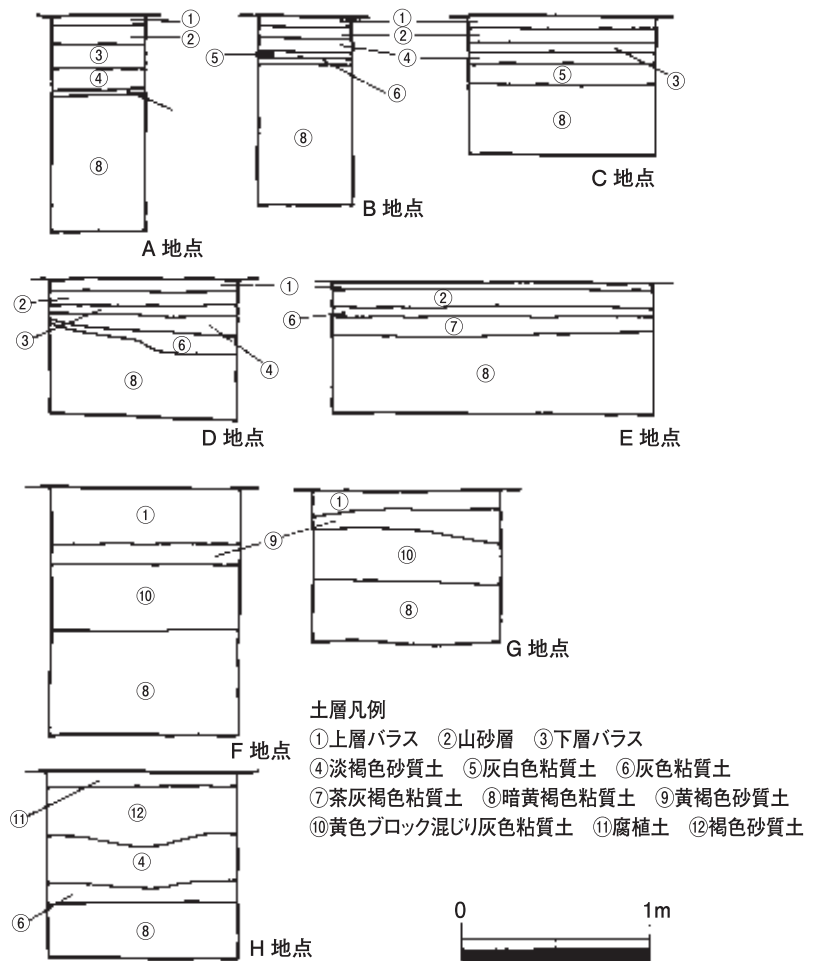 ① ① ①
② ② ③ ④ ⑧
⑤ ② ④ ⑥ ⑧
③ ⑤ ⑧
A 地点
B 地点
C 地点
① ② ③ ④ ⑥ ⑧
② ⑥ ⑦ ⑧
D 地点
E 地点
① ⑨ ⑩ ⑧
① ⑩ ⑧
F 地点
G 地点
土層凡例
①上層バラス ②山砂層 ③下層バラス
④淡褐色砂質土 ⑤灰白色粘質土 ⑥灰色粘質土
⑦茶灰褐色粘質土 ⑧暗黄褐色粘質土 ⑨黄褐色砂質土
⑩黄色ブロック混じり灰色粘質土 ⑪腐植土 ⑫褐色砂質土
⑪ ⑫ ④ ⑥ ⑧
H 地点
0 1m